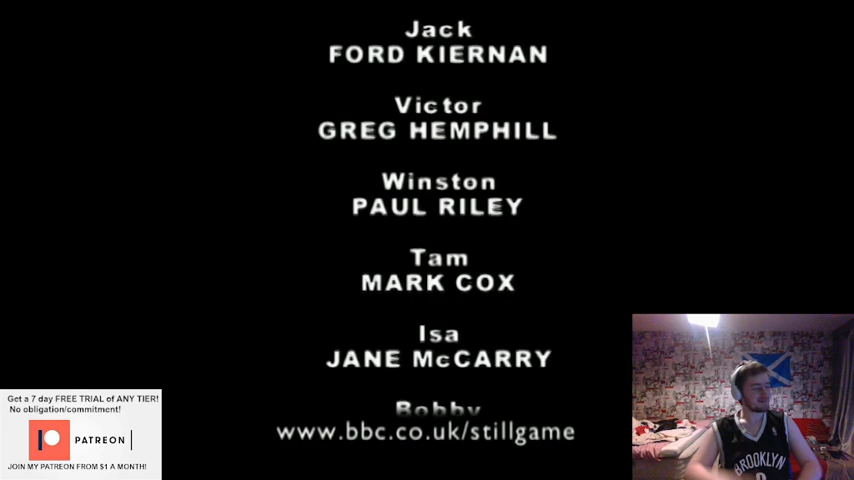 Jack
FORD KIERNAN
Victor
GREG HEMPHILL
Winston
PAUL RILEY
Tam
MARK COX
Isa
JANE McCARRY
Bobby
www.bbc.co.uk/stillgame
Get a 7 day FREE TRIAL of ANY TIER!
No obligation/commitment!
PATREON
JOIN MY PATREON FROM $1 A MONTH!
BROOKLYN